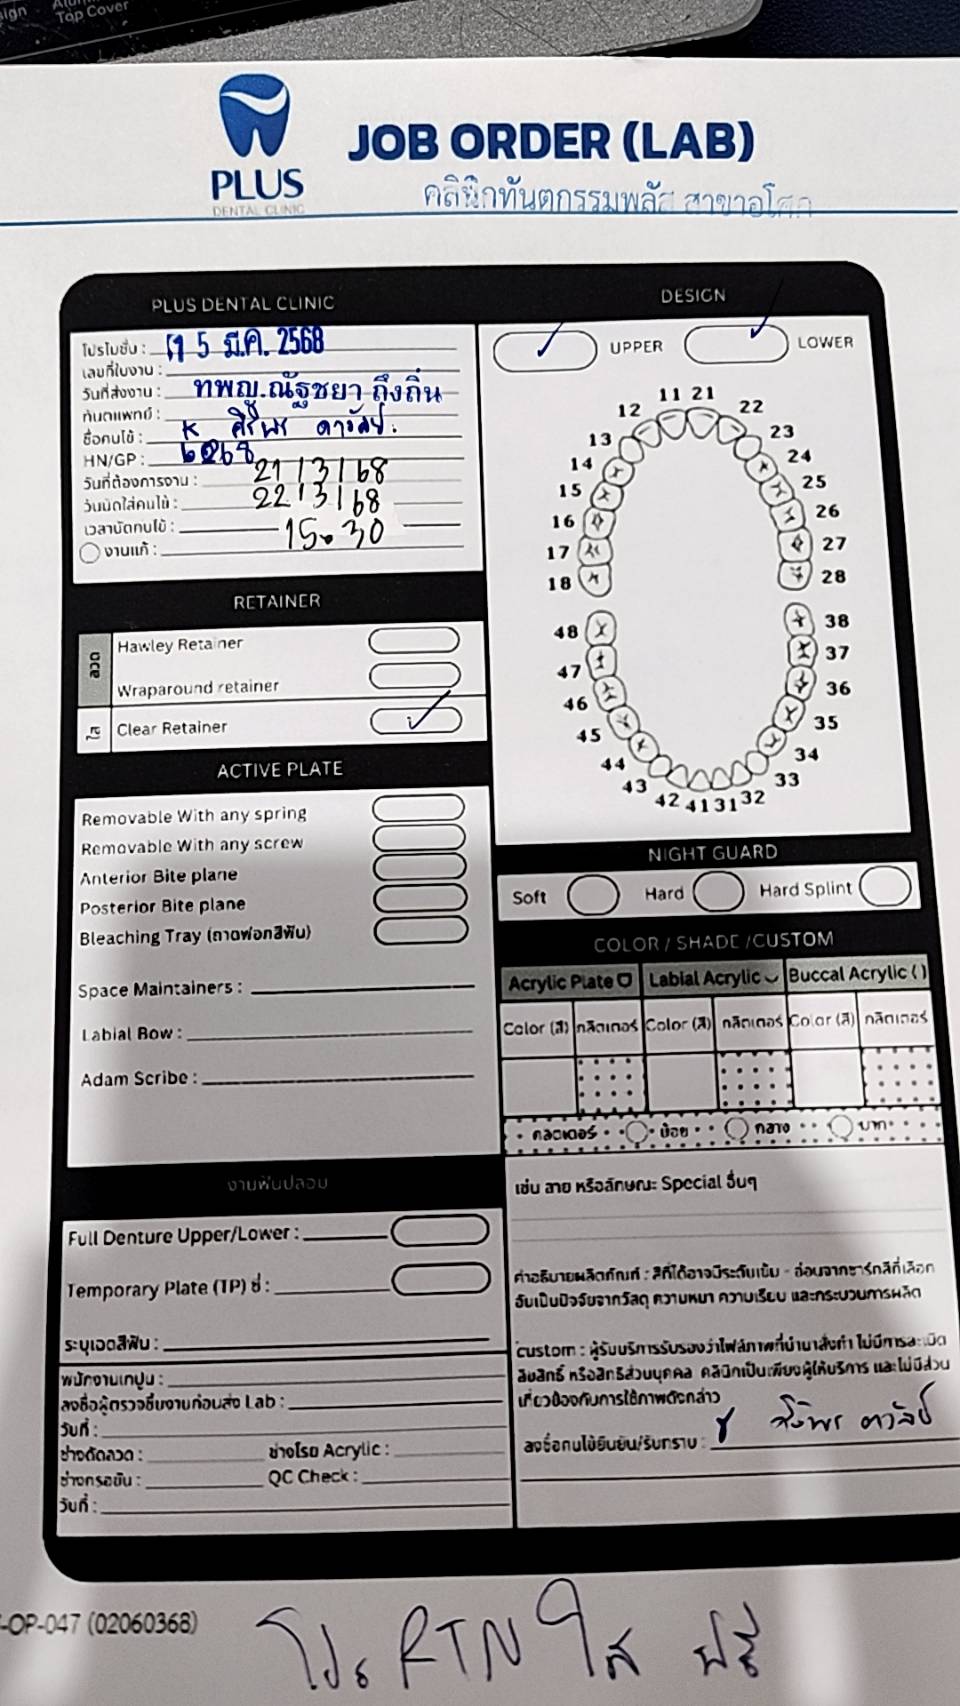 Top Cover
PLUS
DENTAL CLINIC
JOB ORDER (LAB)
คลินิกทันตกรรมพลัส สาขาอโศก
PLUS DENTAL CLINIC
โปรโมชั่น :
15 มี.ค. 2568
เลขที่ใบงาน :
วันที่ส่งงาน :
ทันตแพทย์ : ทพญ.ณัฐชยา ถึงถิ่น
ชื่อคนไข้ :
HN/GP : 6268
วันที่ต้องการงาน : 21/3/68
วันนัดใส่คนไข้ : 22/3/68
เวลานัดคนไข้ : 15.30
งานแก้ :
RETAINER
ลวด
Hawley Retainer
Wraparound retainer
ใส
Clear Retainer
ACTIVE PLATE
Removable With any spring
Removable With any screw
Anterior Bite plane
Posterior Bite plane
Bleaching Tray (ถาดฟอกสีฟัน)
Space Maintainers :
Labial Bow :
Adam Scribe :
งานฟันปลอม
Full Denture Upper/Lower :
Temporary Plate (TP) ซี่ :
ระบุเฉดสีฟัน :
พนักงานเทปูน :
ลงชื่อผู้ตรวจชิ้นงานก่อนส่ง Lab :
วันที่ :
ช่างดัดลวด : ช่างโรย Acrylic :
ช่างกรอขัด : QC Check :
วันที่ :
DESIGN
UPPER LOWER
11 21
12 22
13 23
14 24
15 25
16 26
17 27
18 28
48 38
47 37
46 36
45 35
44 34
43 33
42 41 31 32
NIGHT GUARD
Soft Hard Hard Splint
COLOR / SHADE /CUSTOM
Acrylic Plate Labial Acrylic Buccal Acrylic ( )
Color (สี) กลิตเตอร์ Color (สี) กลิตเตอร์ Color (สี) กลิตเตอร์
กลิตเตอร์ น้อย กลาง มาก
เช่น ลาย หรือลักษณะ Special อื่นๆ
คำอธิบายผลิตภัณฑ์ : สีที่ได้อาจมีระดับเข้ม - อ่อนจากชาร์ทสีที่เลือก
อันเป็นปัจจัยจากวัสดุ ความหนา ความเรียบ และกระบวนการผลิต
custom : ผู้รับบริการรับรองว่าไฟล์ภาพที่นำมาสั่งทำ ไม่มีการละเมิด
ลิขสิทธิ์ หรือสิทธิส่วนบุคคล คลินิกเป็นเพียงผู้ให้บริการ และไม่มีส่วน
เกี่ยวข้องกับการใช้ภาพดังกล่าว
ลงชื่อคนไข้ยืนยัน/รับทราบ :
-OP-047 (02060368)
โปร RTN ใส ฟรี